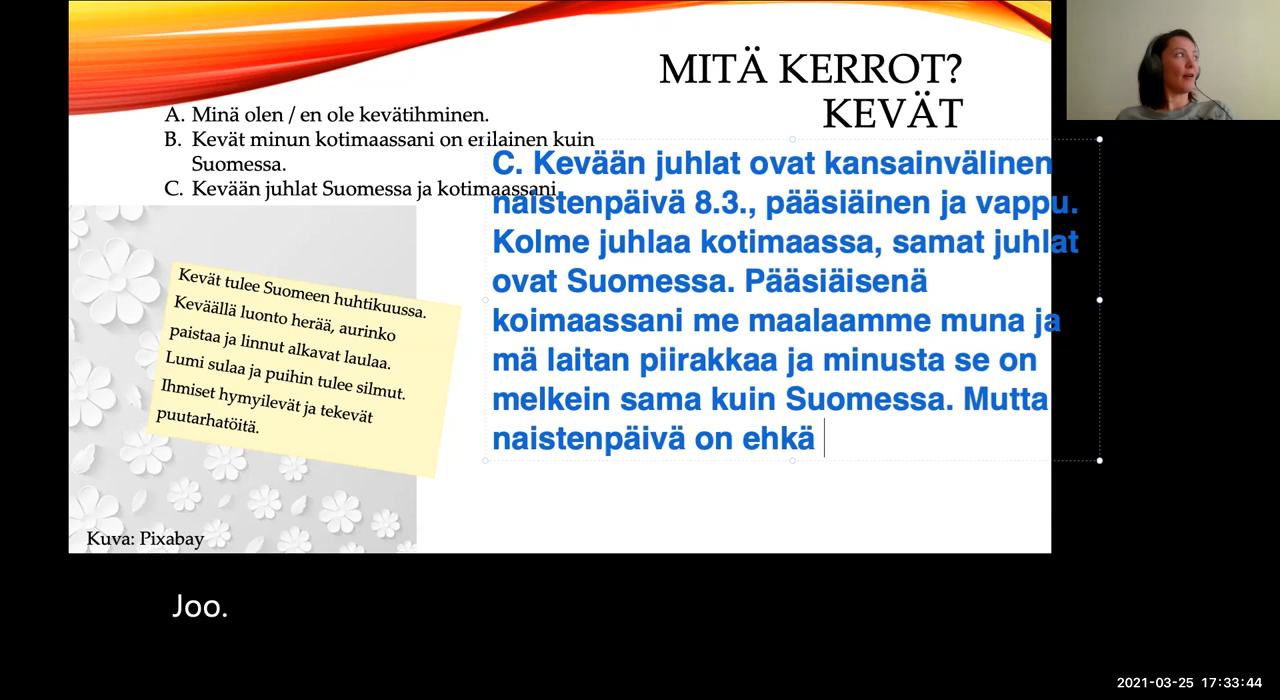 MITÄ KERROT?
KEVÄT
A. Minä olen / en ole kevätihminen.
B. Kevät minun kotimaassani on erilainen kuin
Suomessa.
C. Kevään juhlat Suomessa ja kotimaassani
C. Kevään juhlat ovat kansainvälinen
naistenpäivä 8.3., pääsiäinen ja vappu.
Kolme juhlaa kotimaassa, samat juhlat
ovat Suomessa. Pääsiäisenä
koimaassani me maalaamme muna ja
mä laitan piirakkaa ja minusta se on
melkein sama kuin Suomessa. Mutta
naistenpäivä on ehkä
Kevät tulee Suomeen huhtikuussa.
Keväällä luonto herää, aurinko
paistaa ja linnut alkavat laulaa.
Lumi sulaa ja puihin tulee silmut.
Ihmiset hymyilevät ja tekevät
puutarhatöitä.
Kuva: Pixabay
Joo.
2021-03-25 17:33:44